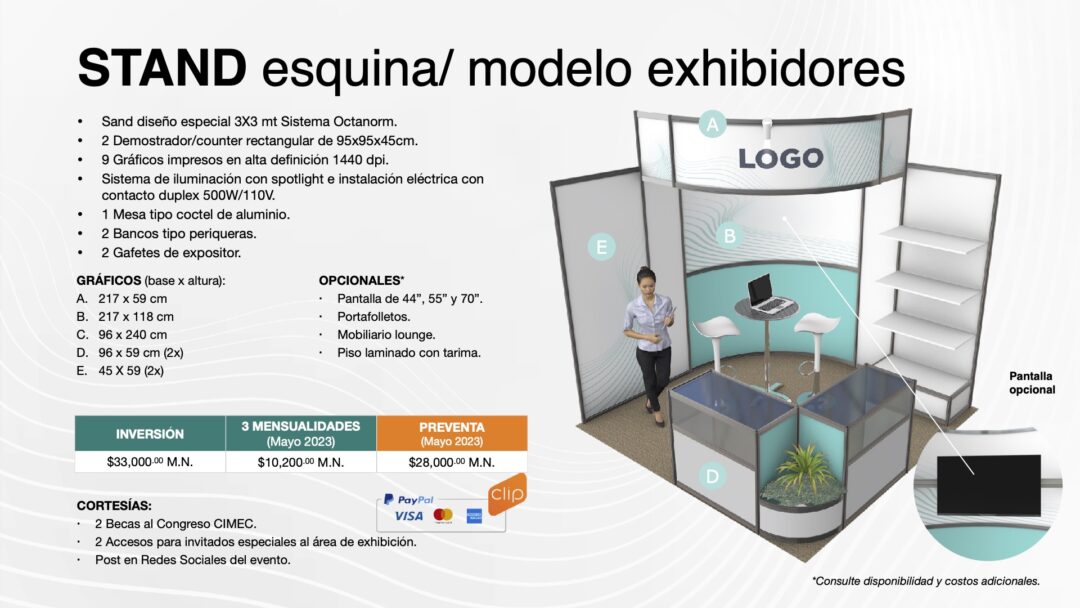 STAND esquina/ modelo exhibidores
• Sand diseño especial 3X3 mt Sistema Octanorm.
• 2 Demostrador/counter rectangular de 95x95x45cm.
• 9 Gráficos impresos en alta definición 1440 dpi.
• Sistema de iluminación con spotlight e instalación eléctrica con
contacto duplex 500W/110V.
• 1 Mesa tipo coctel de aluminio.
• 2 Bancos tipo periqueras.
• 2 Gafetes de expositor.
GRÁFICOS (base x altura):
A. 217 x 59 cm
B. 217 x 118 cm
C. 96 x 240 cm
D. 96 x 59 cm (2x)
E. 45 X 59 (2x)
OPCIONALES*
· Pantalla de 44”, 55” y 70”.
· Portafolletos.
· Mobiliario lounge.
· Piso laminado con tarima.
INVERSIÓN
3 MENSUALIDADES
(Mayo 2023)
PREVENTA
(Mayo 2023)
$33,000.00 M.N.
$10,200.00 M.N.
$28,000.00 M.N.
CORTESÍAS:
· 2 Becas al Congreso CIMEC.
· 2 Accesos para invitados especiales al área de exhibición.
· Post en Redes Sociales del evento.
PayPal
clip
VISA
A
LOGO
B
E
D
Pantalla
opcional
*Consulte disponibilidad y costos adicionales.